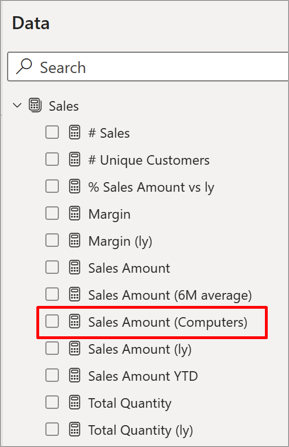 Data
Search
Sales
# Sales
# Unique Customers
% Sales Amount vs ly
Margin
Margin (ly)
Sales Amount
Sales Amount (6M average)
Sales Amount (Computers)
Sales Amount (ly)
Sales Amount YTD
Total Quantity
Total Quantity (ly)